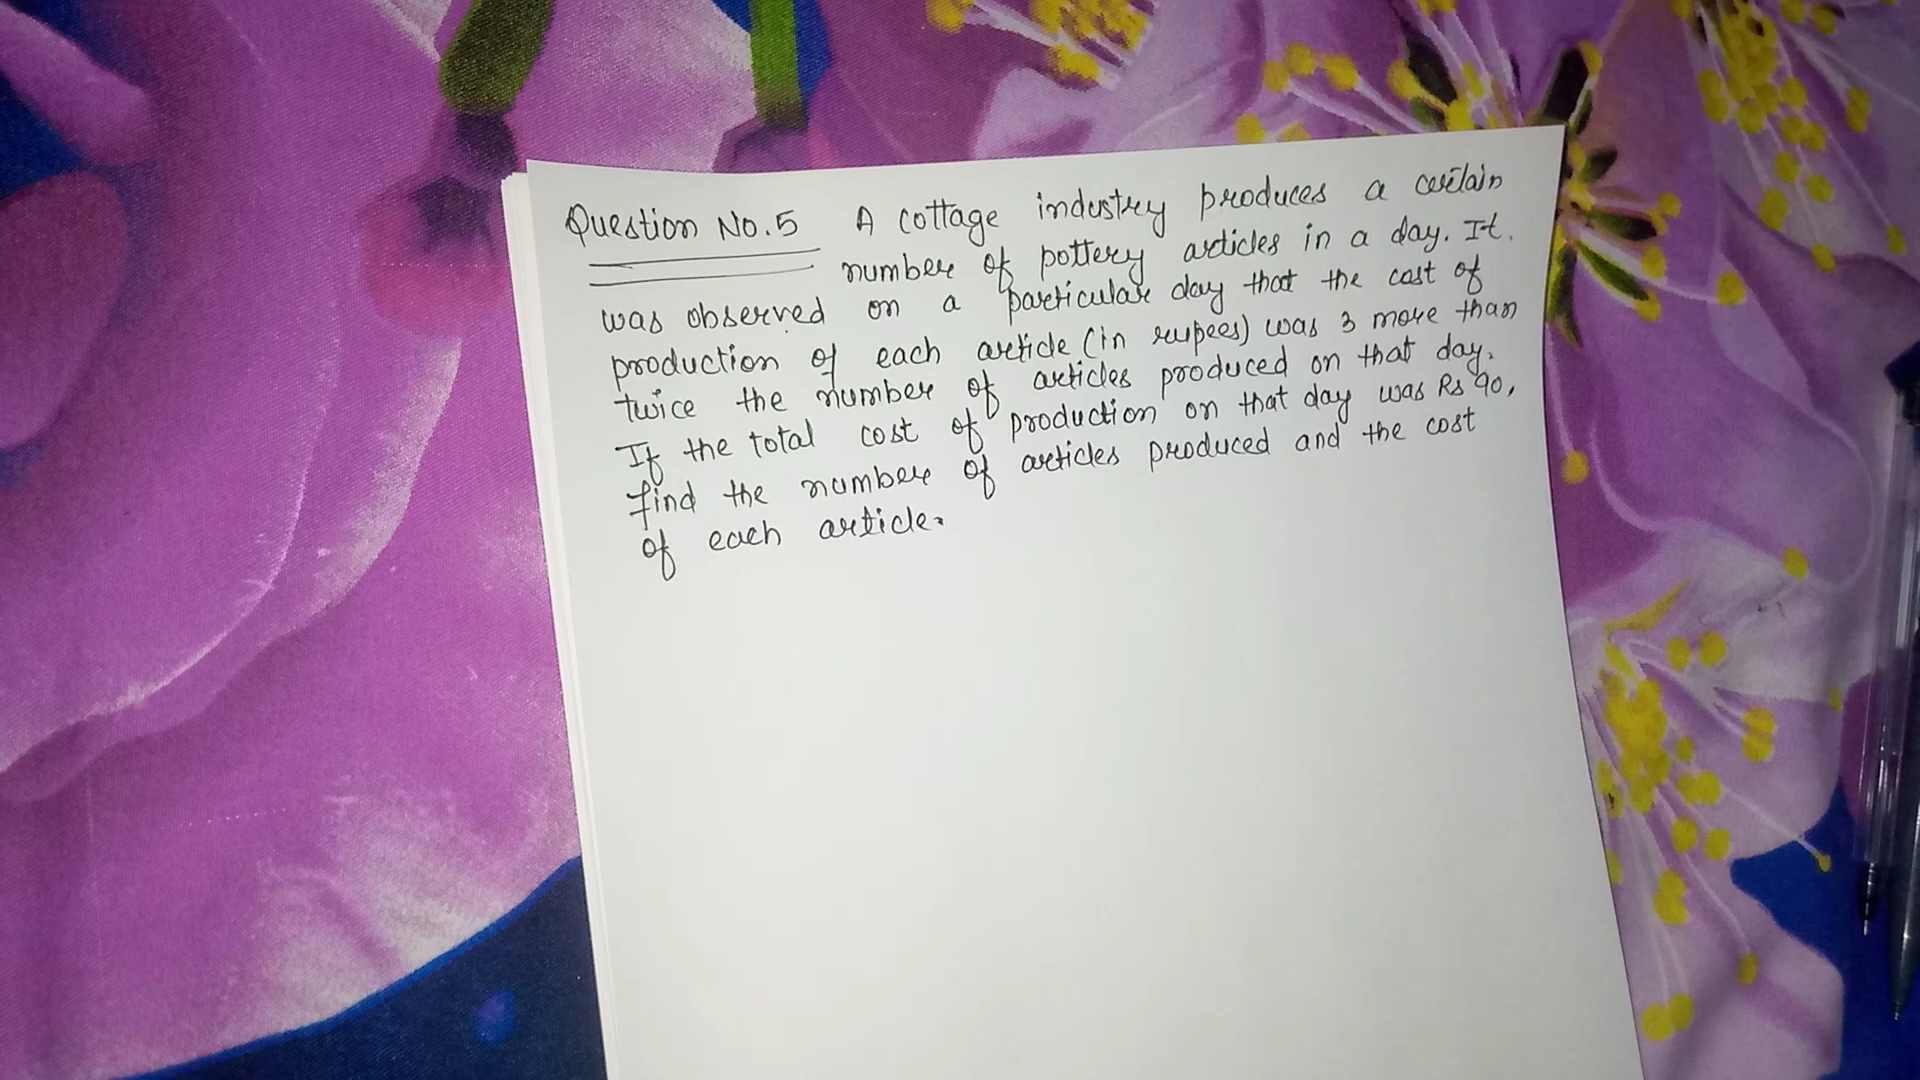 Question No.5 A cottage industry produces a certain
number of pottery articles in a day. It
was observed on a particular day that the cost of
production of each article (in rupees) was 3 more than
twice the number of articles produced on that day.
If the total cost of production on that day was Rs 90,
find the number of articles produced and the cost
of each article.